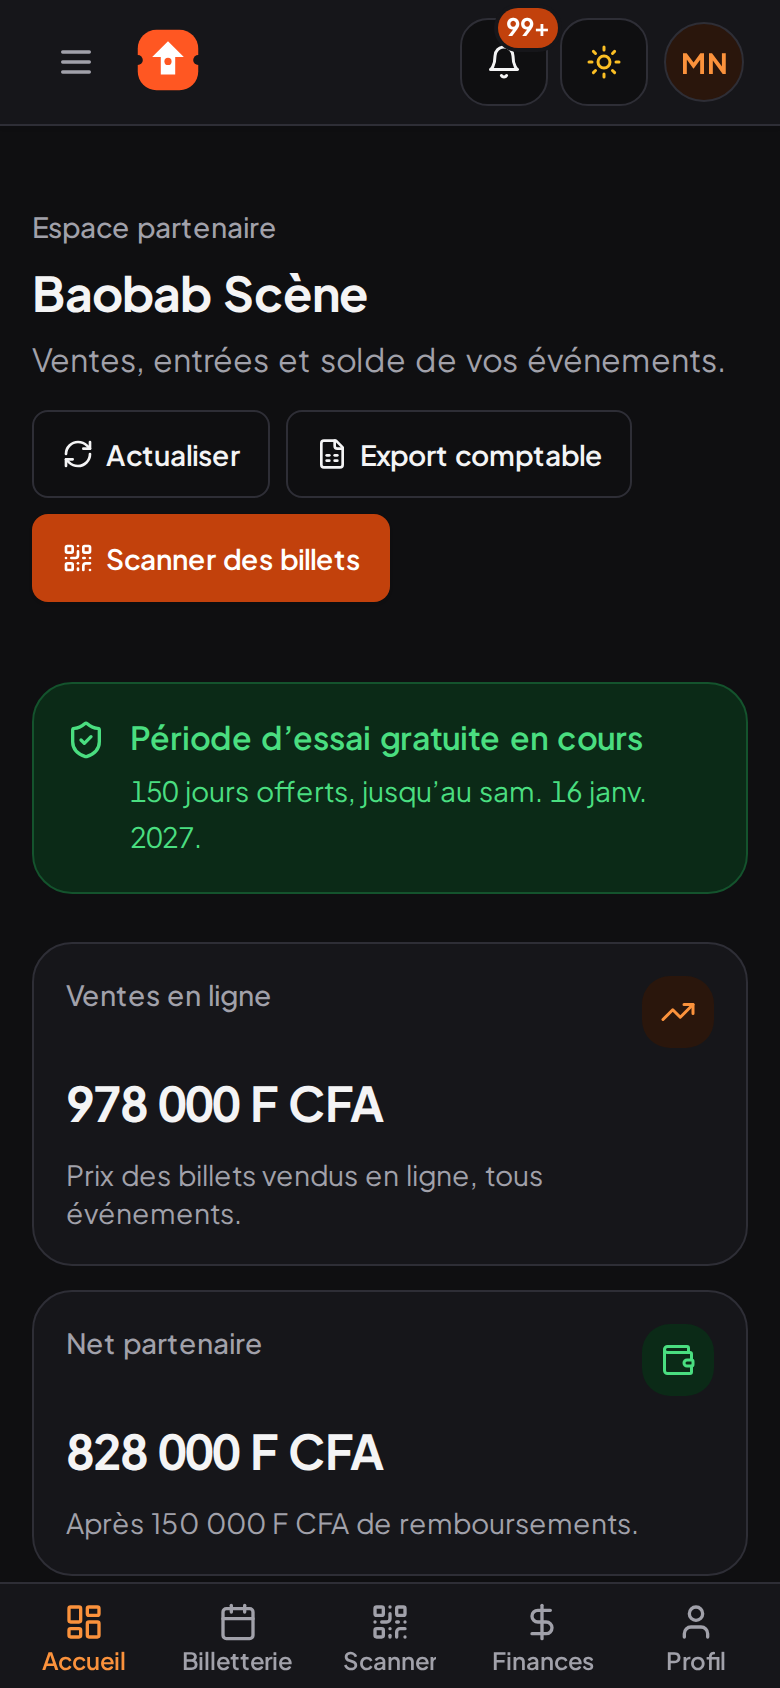 99+
MN
Espace partenaire
Baobab Scène
Ventes, entrées et solde de vos événements.
Actualiser
Export comptable
Scanner des billets
Période d’essai gratuite en cours
150 jours offerts, jusqu’au sam. 16 janv.
2027.
Ventes en ligne
978 000 F CFA
Prix des billets vendus en ligne, tous
événements.
Net partenaire
828 000 F CFA
Après 150 000 F CFA de remboursements.
Accueil
Billetterie
Scanner
Finances
Profil